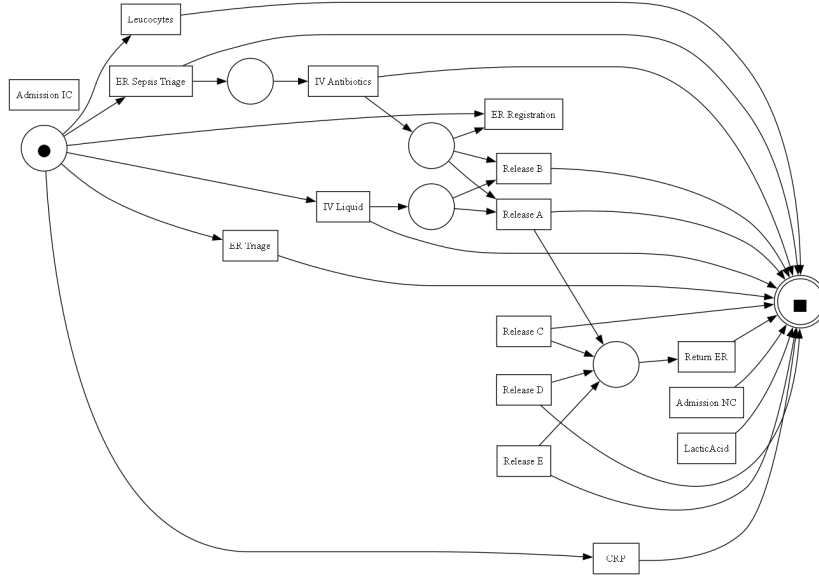 Leucocytes
ER Sepsis Triage
IV Antibiotics
Admission IC
ER Registration
Release B
IV Liquid
Release A
ER Triage
Release C
Return ER
Release D
Admission NC
LacticAcid
Release E
CRP